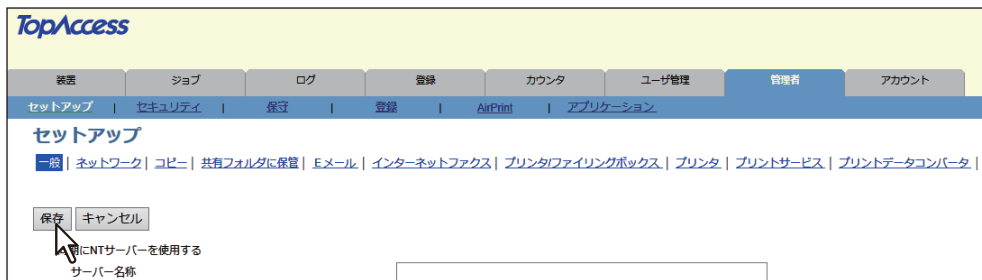 TopAccess
装置 ジョブ ログ 登録 カウンタ ユーザ管理 管理者 アカウント
セットアップ | セキュリティ | 保守 | 登録 | AirPrint | アプリケーション
セットアップ
一般 | ネットワーク | コピー | 共有フォルダに保管 | Eメール | インターネットファクス | プリンタ/ファイリングボックス | プリンタ | プリントサービス | プリントデータコンバータ |
保存 キャンセル
にNTサーバーを使用する
サーバー名称